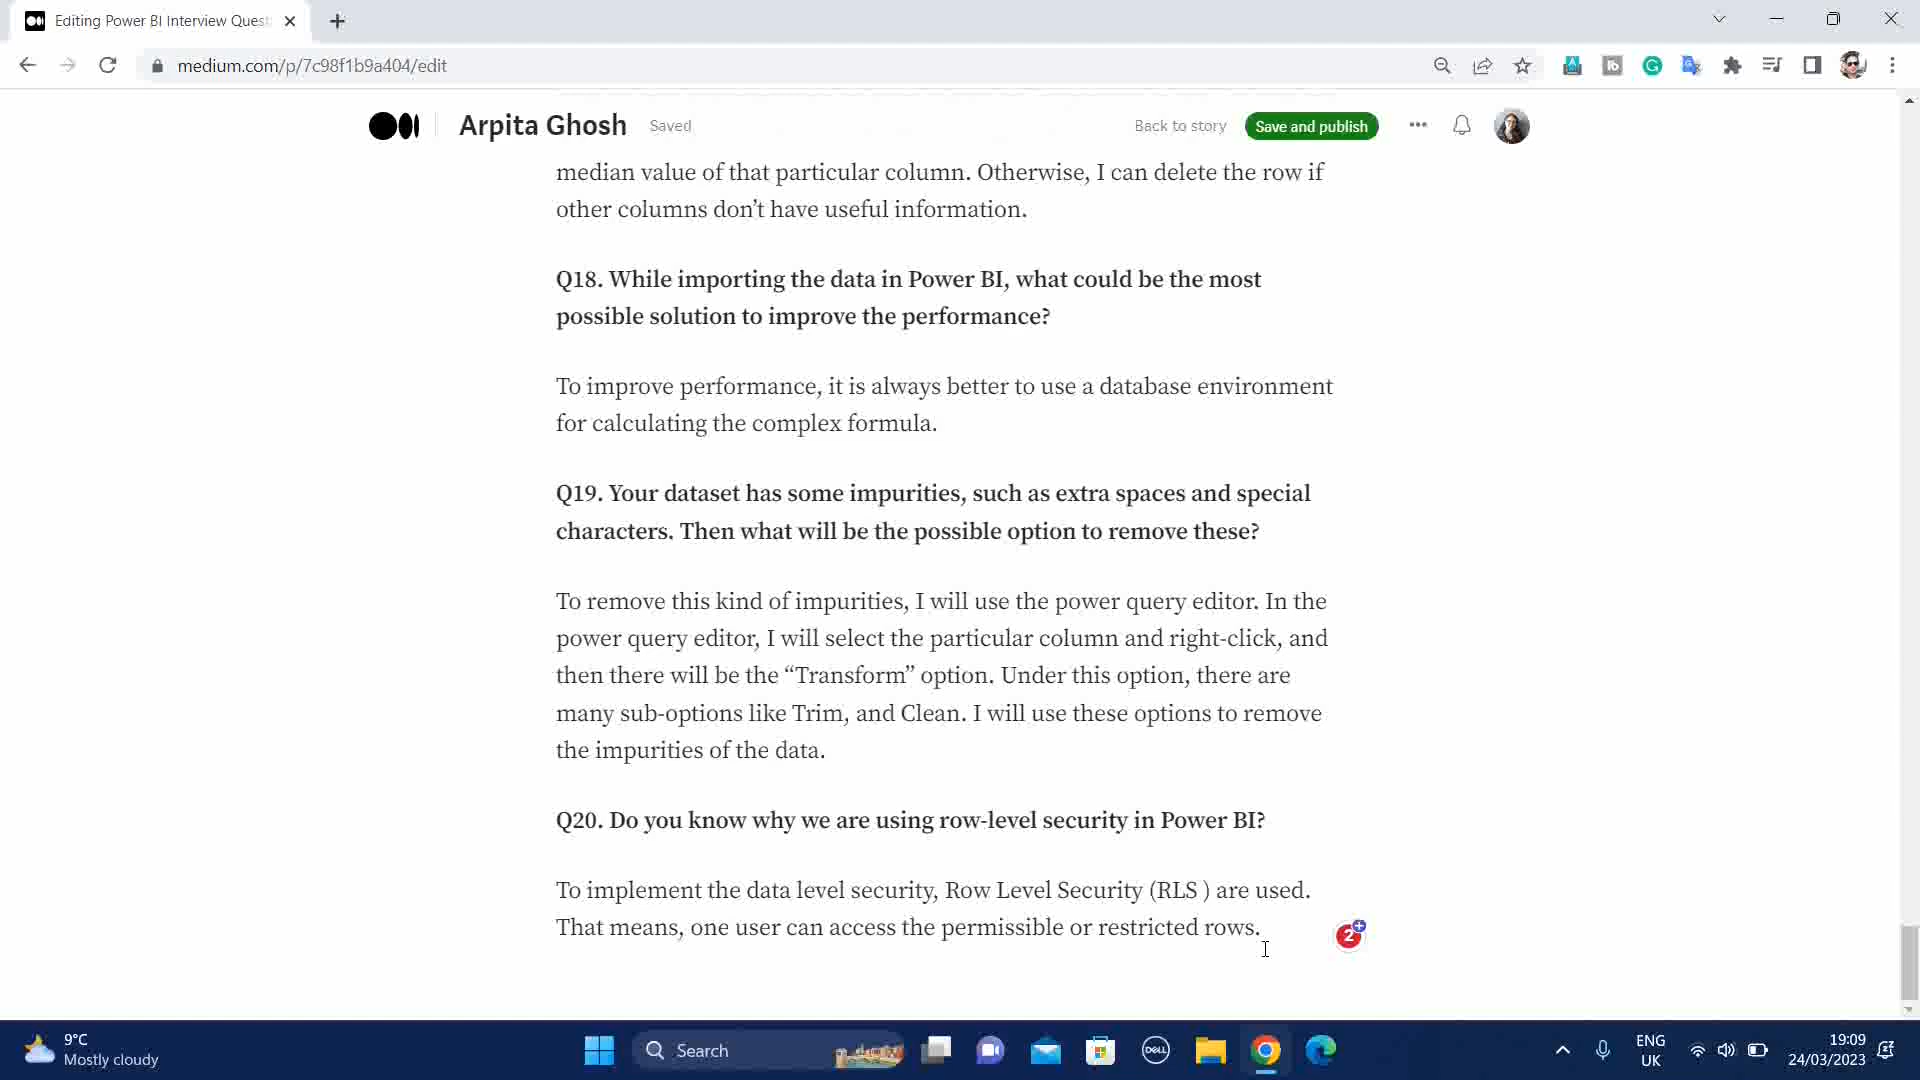 Editing Power BI Interview Quest
medium.com/p/7c98f1b9a404/edit
Arpita Ghosh
Saved
Back to story
Save and publish
median value of that particular column. Otherwise, I can delete the row if
other columns don’t have useful information.
Q18. While importing the data in Power BI, what could be the most
possible solution to improve the performance?
To improve performance, it is always better to use a database environment
for calculating the complex formula.
Q19. Your dataset has some impurities, such as extra spaces and special
characters. Then what will be the possible option to remove these?
To remove this kind of impurities, I will use the power query editor. In the
power query editor, I will select the particular column and right-click, and
then there will be the “Transform” option. Under this option, there are
many sub-options like Trim, and Clean. I will use these options to remove
the impurities of the data.
Q20. Do you know why we are using row-level security in Power BI?
To implement the data level security, Row Level Security (RLS ) are used.
That means, one user can access the permissible or restricted rows.
2
9°C
Mostly cloudy
Search
DELL
ENG
UK
19:09
24/03/2023